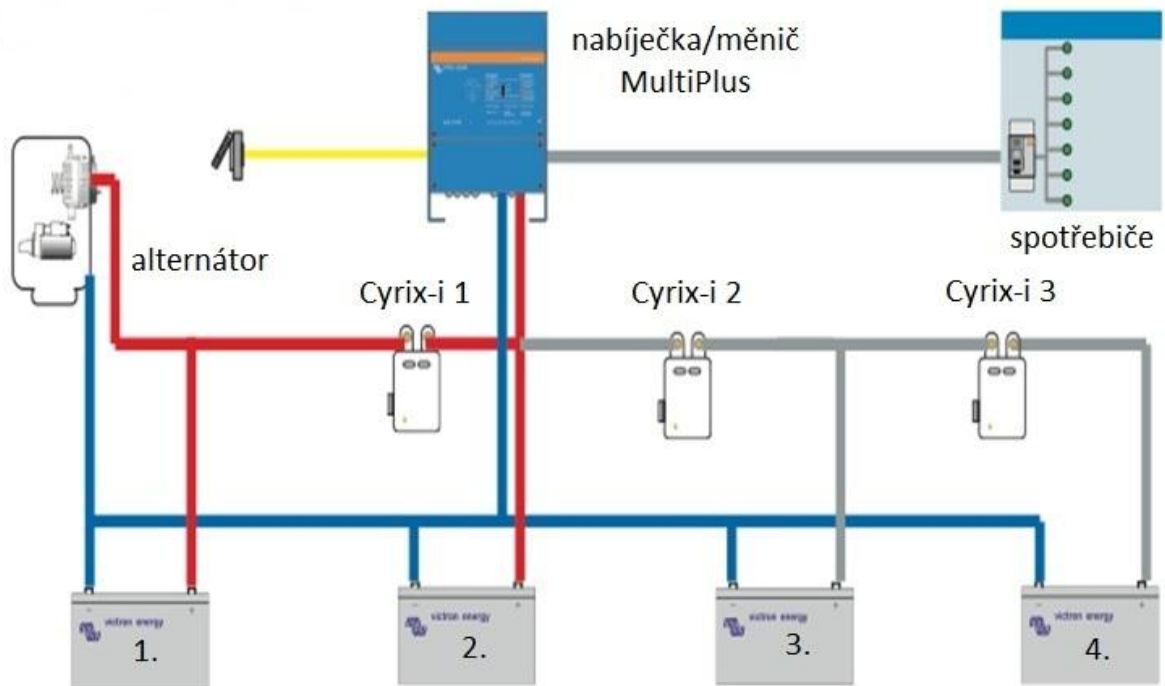 nabíječka/měnič
MultiPlus
alternátor
spotřebiče
Cyrix-i 1
Cyrix-i 2
Cyrix-i 3
victron energy
1.
victron energy
2.
victron energy
3.
victron energy
4.